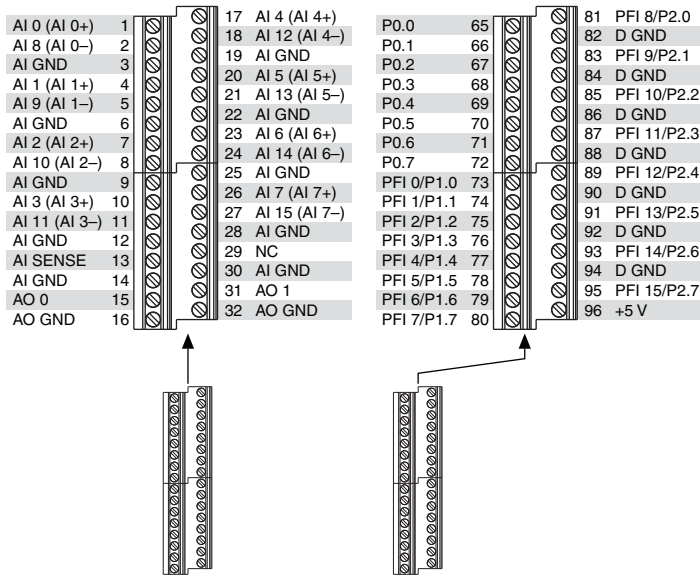 AI 0 (AI 0+) 1
AI 8 (AI 0–) 2
AI GND 3
AI 1 (AI 1+) 4
AI 9 (AI 1–) 5
AI GND 6
AI 2 (AI 2+) 7
AI 10 (AI 2–) 8
AI GND 9
AI 3 (AI 3+) 10
AI 11 (AI 3–) 11
AI GND 12
AI SENSE 13
AI GND 14
AO 0 15
AO GND 16
17 AI 4 (AI 4+)
18 AI 12 (AI 4–)
19 AI GND
20 AI 5 (AI 5+)
21 AI 13 (AI 5–)
22 AI GND
23 AI 6 (AI 6+)
24 AI 14 (AI 6–)
25 AI GND
26 AI 7 (AI 7+)
27 AI 15 (AI 7–)
28 AI GND
29 NC
30 AI GND
31 AO 1
32 AO GND
P0.0 65
P0.1 66
P0.2 67
P0.3 68
P0.4 69
P0.5 70
P0.6 71
P0.7 72
PFI 0/P1.0 73
PFI 1/P1.1 74
PFI 2/P1.2 75
PFI 3/P1.3 76
PFI 4/P1.4 77
PFI 5/P1.5 78
PFI 6/P1.6 79
PFI 7/P1.7 80
81 PFI 8/P2.0
82 D GND
83 PFI 9/P2.1
84 D GND
85 PFI 10/P2.2
86 D GND
87 PFI 11/P2.3
88 D GND
89 PFI 12/P2.4
90 D GND
91 PFI 13/P2.5
92 D GND
93 PFI 14/P2.6
94 D GND
95 PFI 15/P2.7
96 +5 V